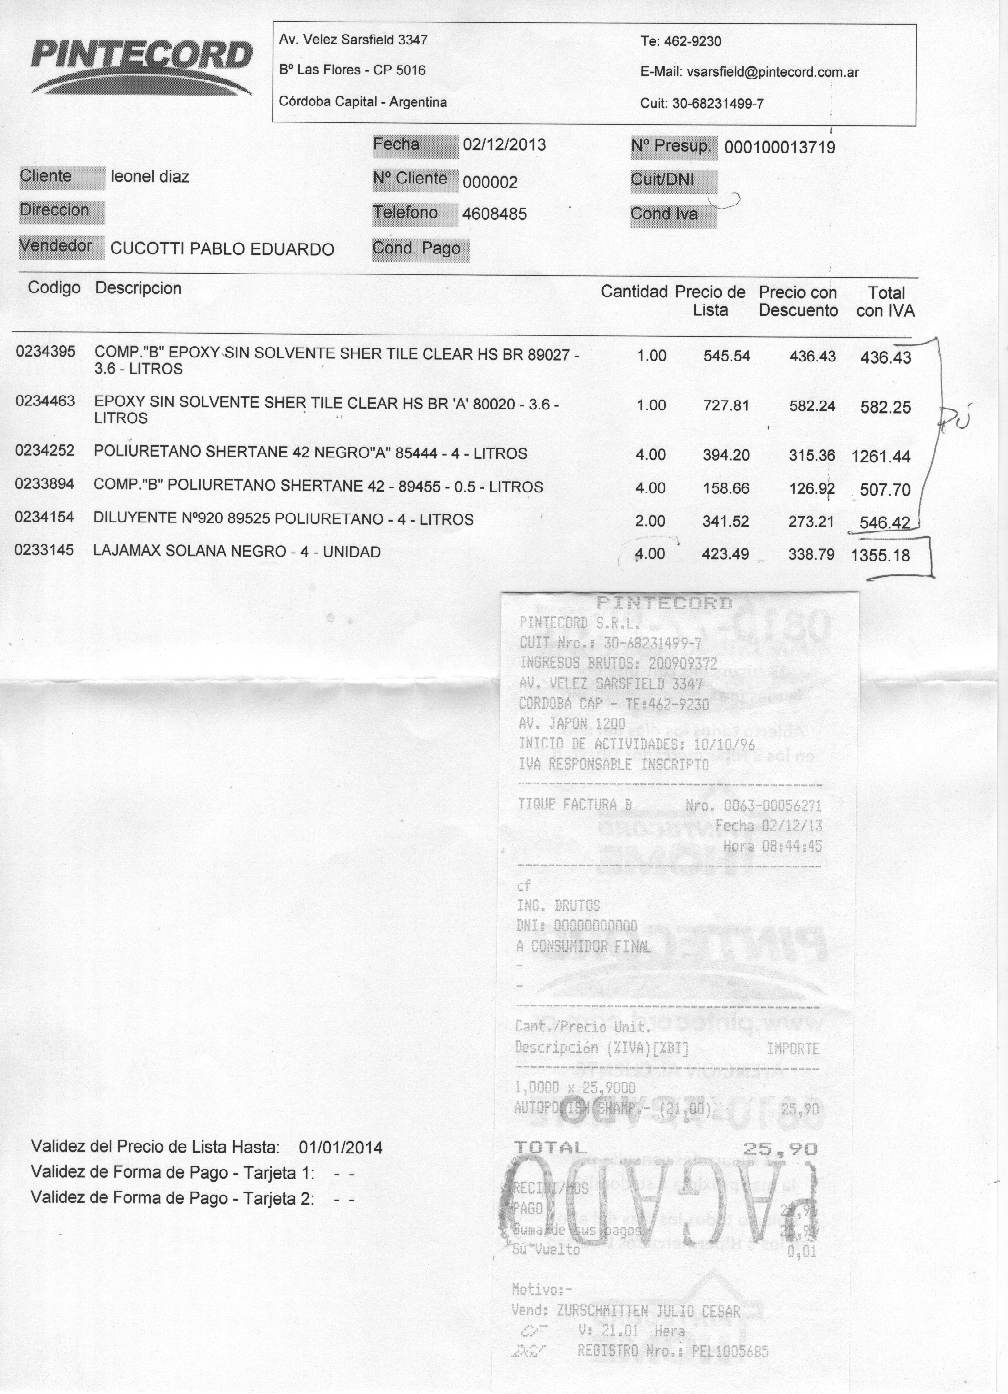 PINTECORD
Av. Velez Sarsfield 3347
Te: 462-9230
Bº Las Flores - CP 5016
E-Mail: vsarsfield@pintecord.com.ar
Córdoba Capital - Argentina
Cuit: 30-68231499-7
Fecha 02/12/2013
Nº Presup. 000100013719
Cliente leonel diaz
Nº Cliente 000002
Cuit/DNI
Direccion
Telefono 4608485
Cond Iva
Vendedor CUCOTTI PABLO EDUARDO
Cond. Pago
Codigo Descripcion Cantidad Precio de Lista Precio con Descuento Total con IVA
0234395 COMP."B" EPOXY SIN SOLVENTE SHER TILE CLEAR HS BR 89027 - 1.00 545.54 436.43 436.43
3.6 - LITROS
0234463 EPOXY SIN SOLVENTE SHER TILE CLEAR HS BR 'A' 80020 - 3.6 - 1.00 727.81 582.24 582.25
LITROS
0234252 POLIURETANO SHERTANE 42 NEGRO"A" 85444 - 4 - LITROS 4.00 394.20 315.36 1261.44
0233894 COMP."B" POLIURETANO SHERTANE 42 - 89455 - 0.5 - LITROS 4.00 158.66 126.92 507.70
0234154 DILUYENTE Nº920 89525 POLIURETANO - 4 - LITROS 2.00 341.52 273.21 546.42
0233145 LAJAMAX SOLANA NEGRO - 4 - UNIDAD 4.00 423.49 338.79 1355.18
PINTECORD
PINTECORD S.R.L.
CUIT Nro.: 30-68231499-7
INGRESOS BRUTOS: 200909372
AV. VELEZ SARSFIELD 3347
CORDOBA CAP - TE:462-9230
AV. JAPON 1200
INICIO DE ACTIVIDADES: 10/10/96
IVA RESPONSABLE INSCRIPTO
TIQUE FACTURA B Nro. 0063-00056271
Fecha 02/12/13
Hora 08:44:45
cf
ING. BRUTOS
DNI: 00000000000
A CONSUMIDOR FINAL
-
-
Cant./Precio Unit.
Descripción (%IVA)[%BI] IMPORTE
1,0000 x 25,9000
AUTOPOLISH SHAMP.- (21,00) 25,90
TOTAL 25,90
PAGADO
RECIBI/MOS
PAGO
Suma de sus pagos
Su Vuelto 0,01
Motivo:-
Vend: ZURSCHMITTEN JULIO CESAR
V: 21.01 Hera
REGISTRO Nro.: PEL1005685
Validez del Precio de Lista Hasta: 01/01/2014
Validez de Forma de Pago - Tarjeta 1: - -
Validez de Forma de Pago - Tarjeta 2: - -